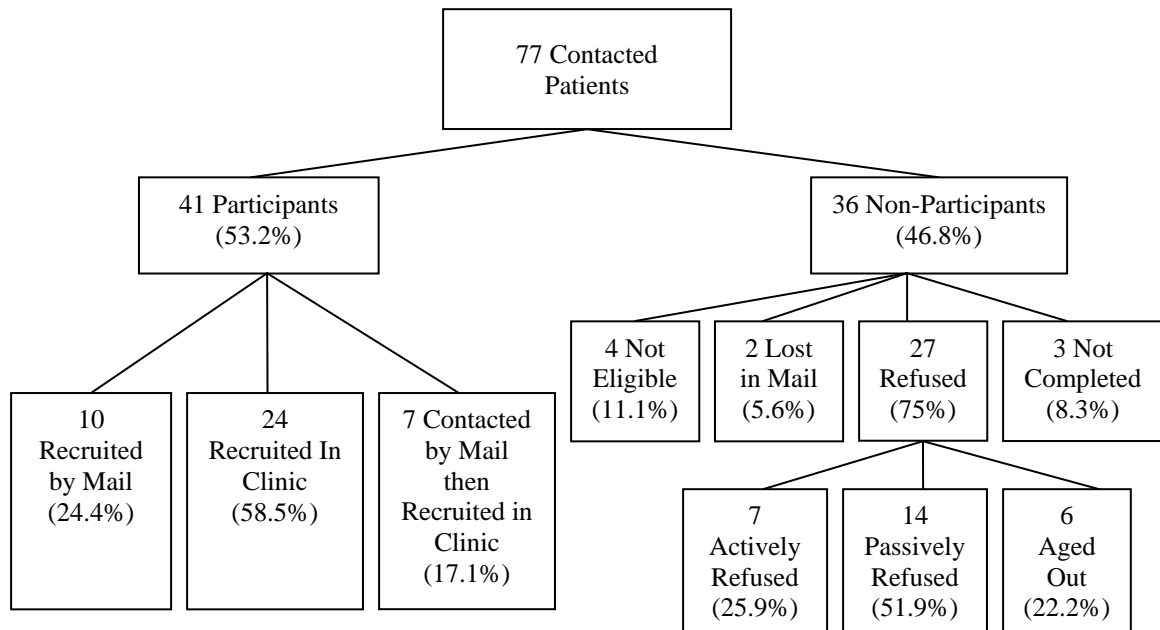 77 Contacted
Patients
41 Participants
(53.2%)
36 Non-Participants
(46.8%)
10
Recruited
by Mail
(24.4%)
24
Recruited In
Clinic
(58.5%)
7 Contacted
by Mail
then
Recruited in
Clinic
(17.1%)
4 Not
Eligible
(11.1%)
2 Lost
in Mail
(5.6%)
27
Refused
(75%)
3 Not
Completed
(8.3%)
7
Actively
Refused
(25.9%)
14
Passively
Refused
(51.9%)
6
Aged
Out
(22.2%)